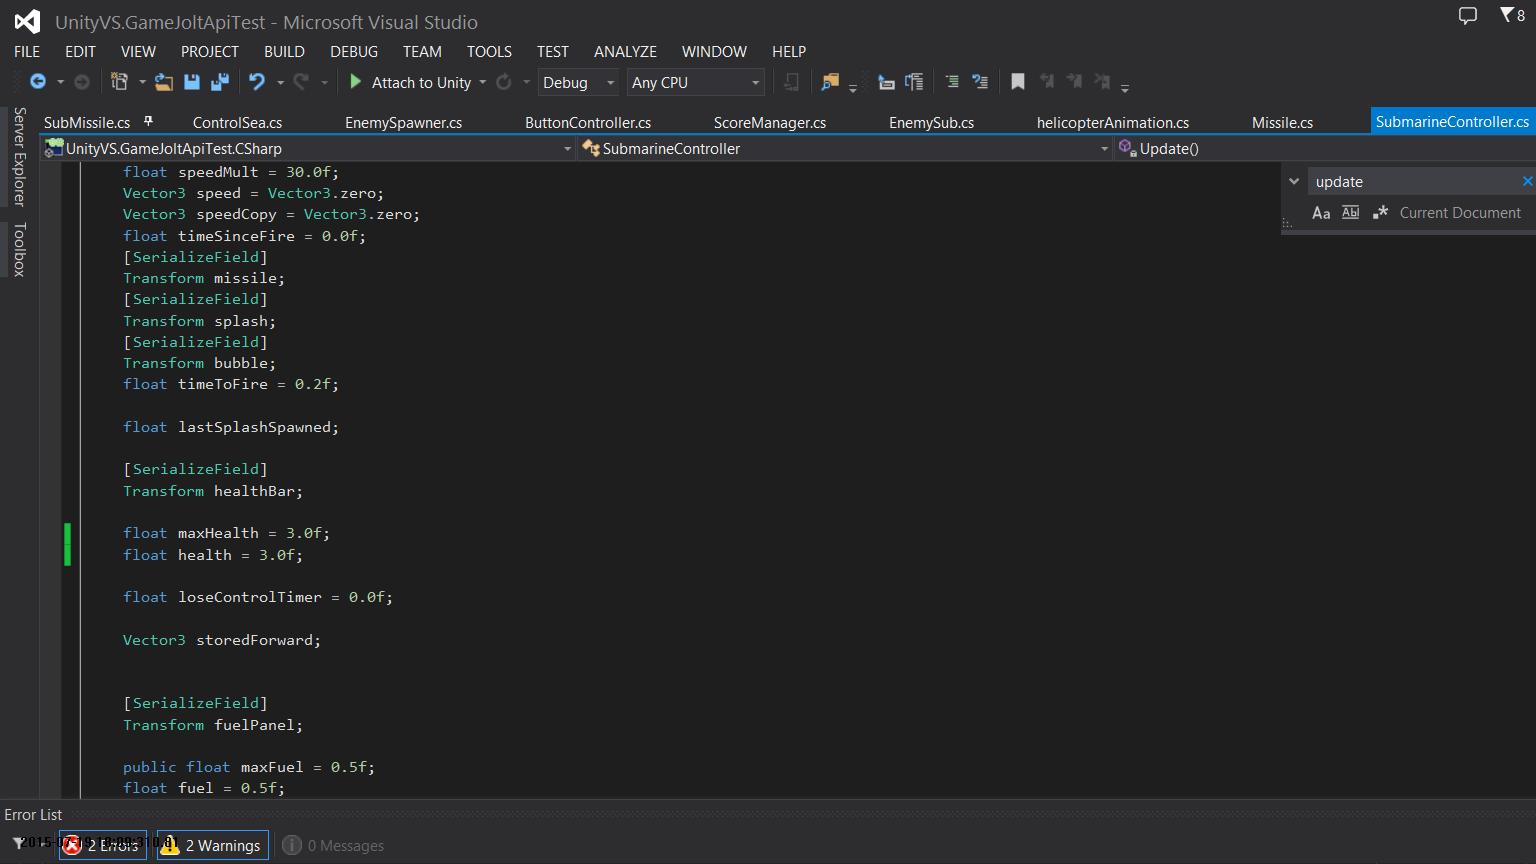 UnityVS.GameJoltApiTest - Microsoft Visual Studio
8
FILE EDIT VIEW PROJECT BUILD DEBUG TEAM TOOLS TEST ANALYZE WINDOW HELP
Attach to Unity Debug Any CPU
Server Explorer
Toolbox
SubMissile.cs ControlSea.cs EnemySpawner.cs ButtonController.cs ScoreManager.cs EnemySub.cs helicopterAnimation.cs Missile.cs SubmarineController.cs
UnityVS.GameJoltApiTest.CSharp SubmarineController Update()
update
Aa Abl .* Current Document
float speedMult = 30.0f;
Vector3 speed = Vector3.zero;
Vector3 speedCopy = Vector3.zero;
float timeSinceFire = 0.0f;
[SerializeField]
Transform missile;
[SerializeField]
Transform splash;
[SerializeField]
Transform bubble;
float timeToFire = 0.2f;
float lastSplashSpawned;
[SerializeField]
Transform healthBar;
float maxHealth = 3.0f;
float health = 3.0f;
float loseControlTimer = 0.0f;
Vector3 storedForward;
[SerializeField]
Transform fuelPanel;
public float maxFuel = 0.5f;
float fuel = 0.5f;
Error List
2 Errors 2 Warnings 0 Messages